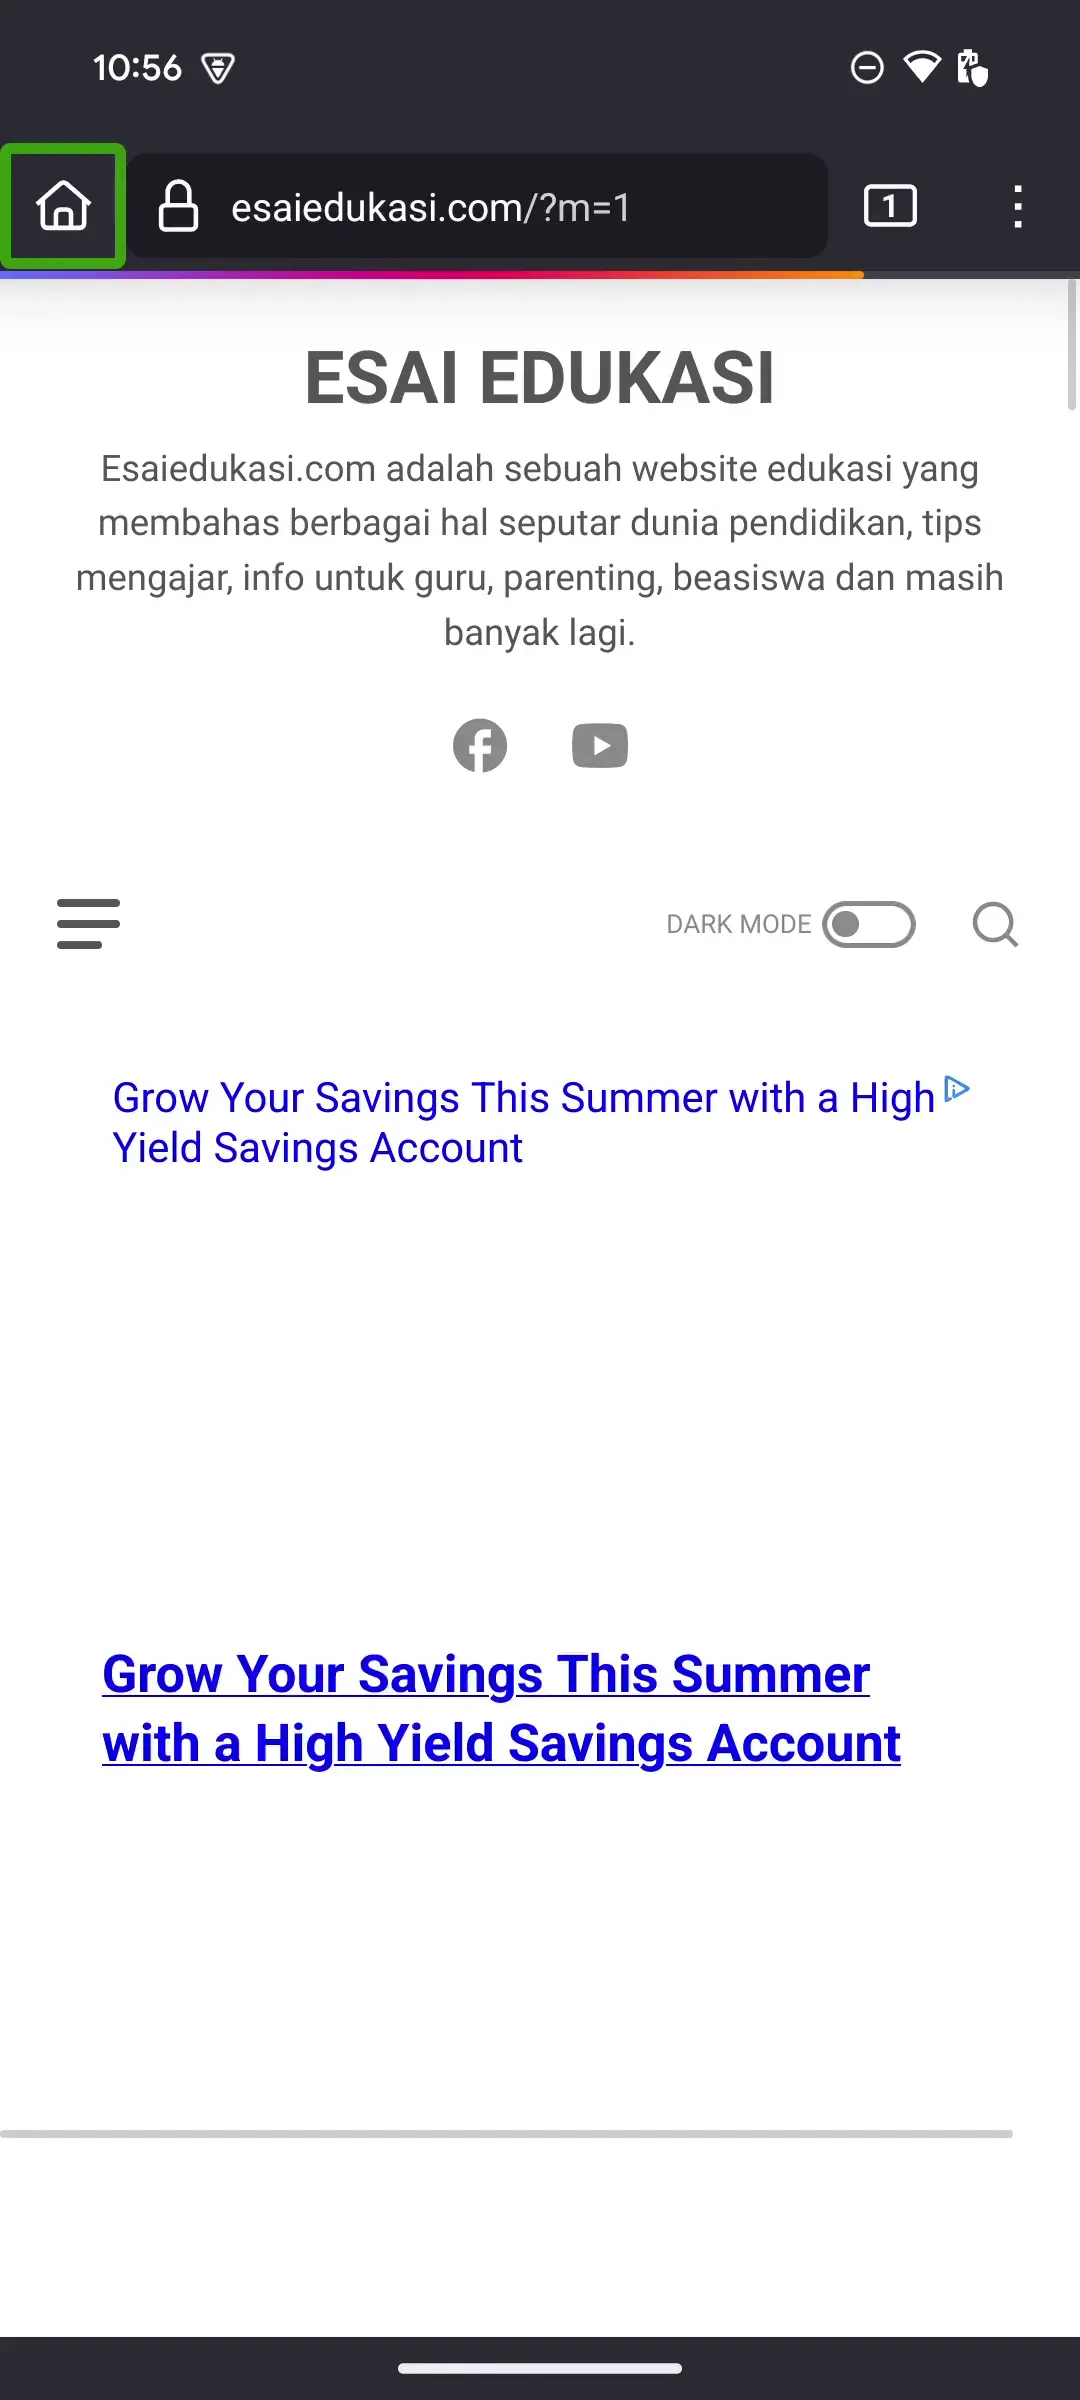 10:56
esaiedukasi.com/?m=1
1
ESAI EDUKASI
Esaiedukasi.com adalah sebuah website edukasi yang
membahas berbagai hal seputar dunia pendidikan, tips
mengajar, info untuk guru, parenting, beasiswa dan masih
banyak lagi.
DARK MODE
Grow Your Savings This Summer with a High
Yield Savings Account
Grow Your Savings This Summer
with a High Yield Savings Account